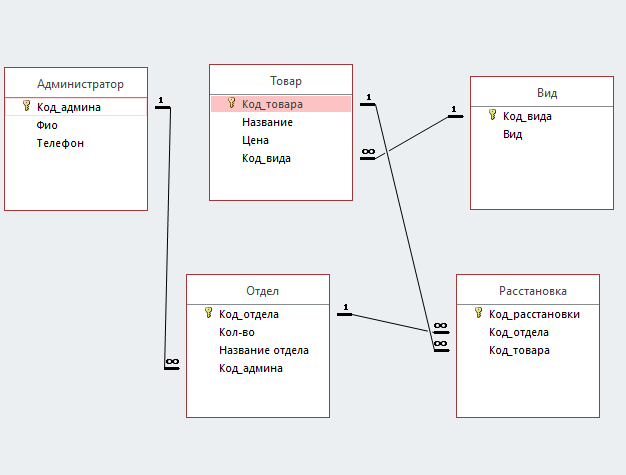 Администратор
Код_админа
Фио
Телефон
1
Товар
Код_товара
Название
Цена
Код_вида
1
∞
Вид
Код_вида
Вид
1
Отдел
Код_отдела
Кол-во
Название отдела
Код_админа
1
∞
Расстановка
Код_расстановки
Код_отдела
Код_товара
∞
∞